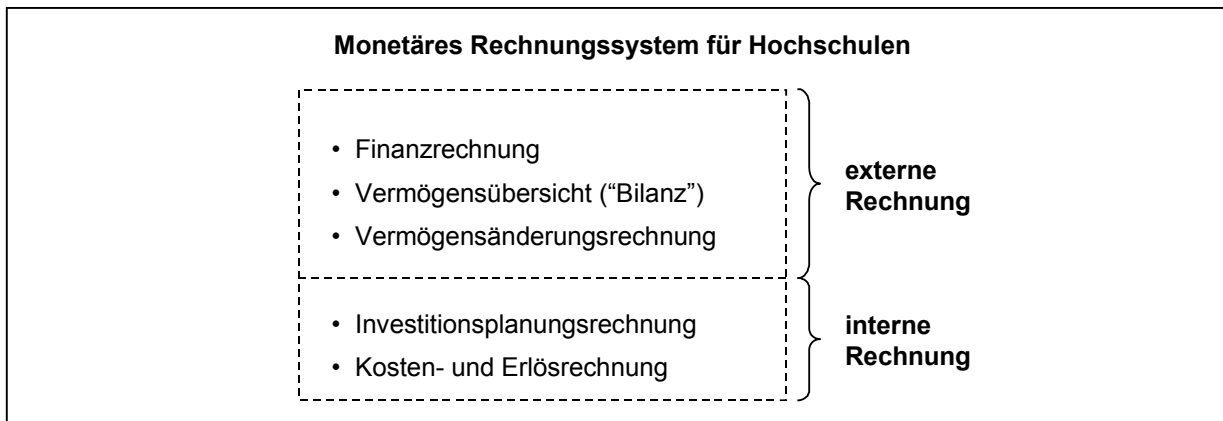 Monetäres Rechnungssystem für Hochschulen
• Finanzrechnung
• Vermögensübersicht (“Bilanz”)
• Vermögensänderungsrechnung
externe
Rechnung
• Investitionsplanungsrechnung
• Kosten- und Erlösrechnung
interne
Rechnung